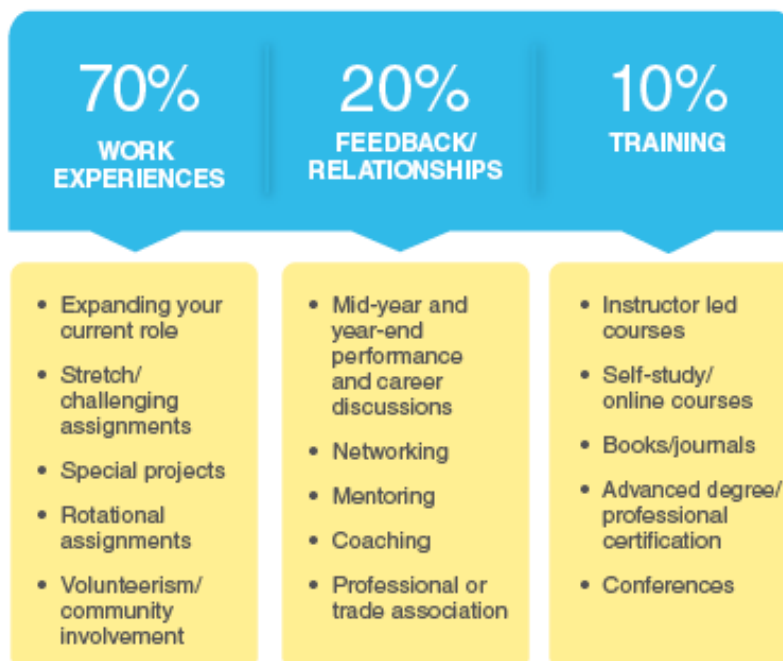 70%
WORK
EXPERIENCES
20%
FEEDBACK/
RELATIONSHIPS
10%
TRAINING
• Expanding your
current role
• Stretch/
challenging
assignments
• Special projects
• Rotational
assignments
• Volunteerism/
community
involvement
• Mid-year and
year-end
performance
and career
discussions
• Networking
• Mentoring
• Coaching
• Professional or
trade association
• Instructor led
courses
• Self-study/
online courses
• Books/journals
• Advanced degree/
professional
certification
• Conferences